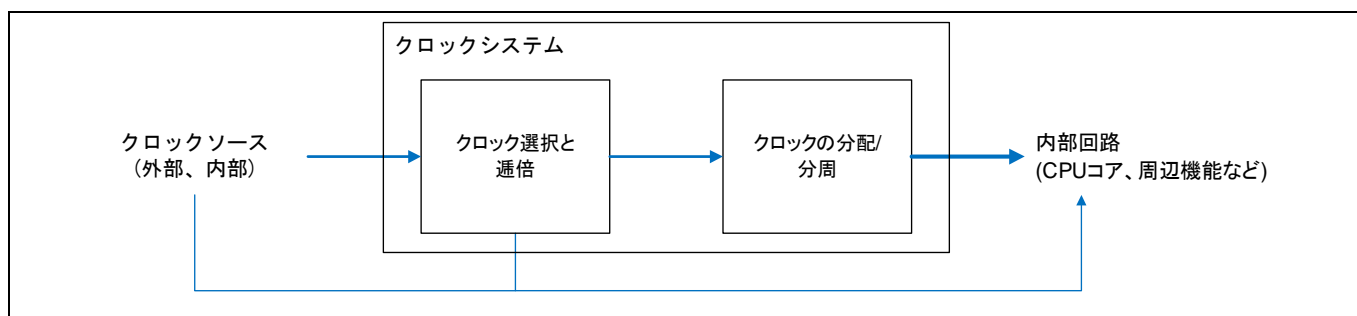 クロックシステム
クロックソース
（外部、内部）
クロック選択と
逓倍
クロックの分配/
分周
内部回路
(CPUコア、周辺機能など)